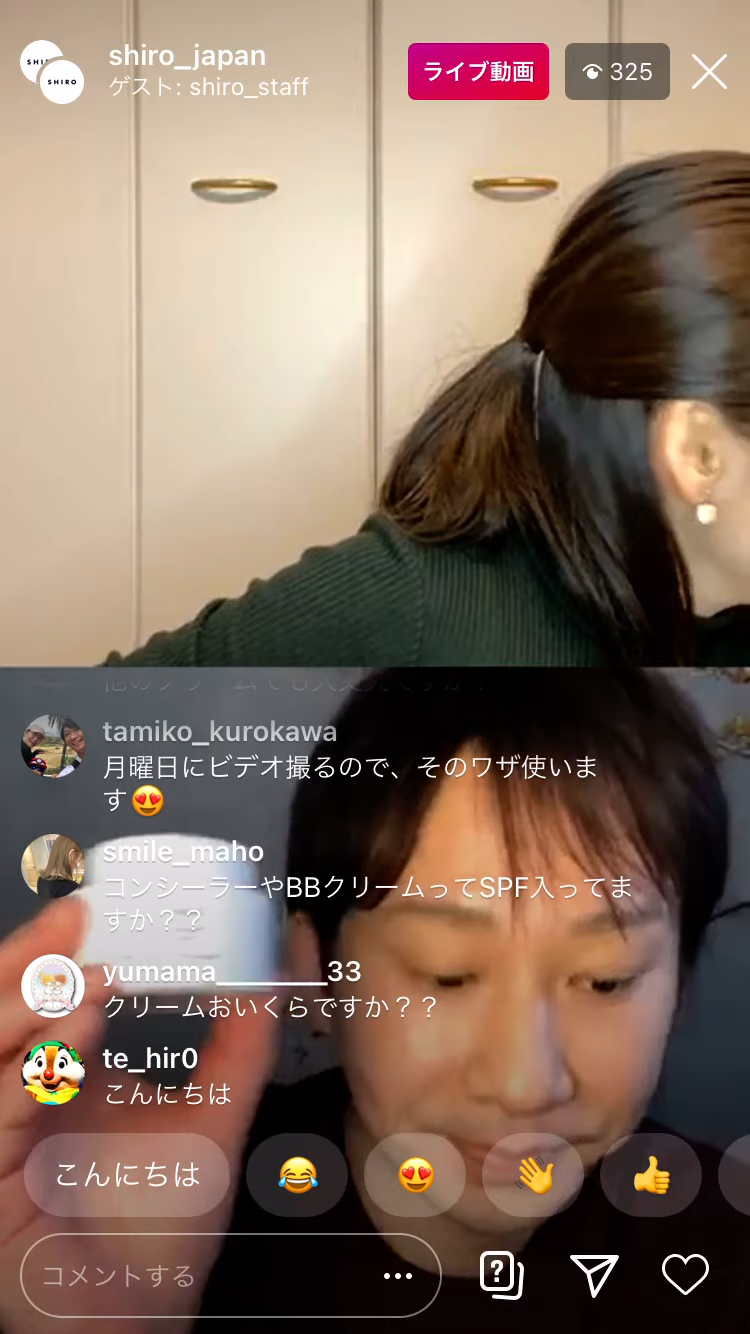 SHIRO
shiro_japan
ゲスト: shiro_staff
ライブ動画
325
tamiko_kurokawa
月曜日にビデオ撮るので、そのワザ使いま
す😍
smile_maho
コンシーラーやBBクリームってSPF入ってま
すか？？
yumama________33
クリームおいくらですか？？
te_hir0
こんにちは
こんにちは 😂 😍 👋 👍
コメントする